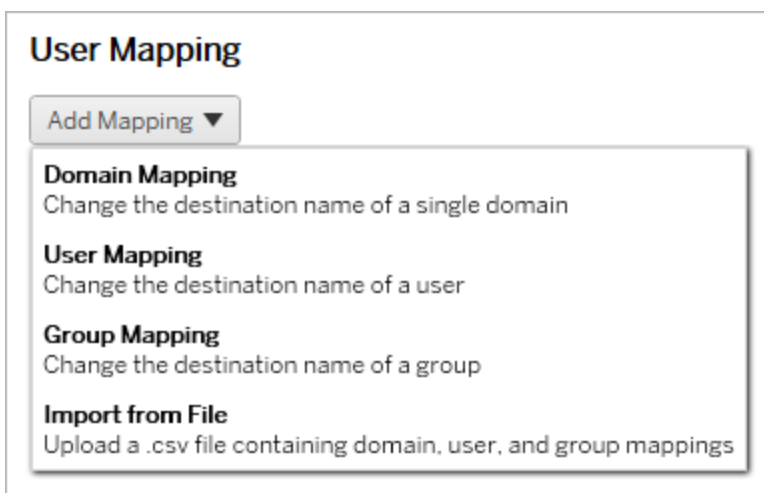 User Mapping
Add Mapping ▼
Domain Mapping
Change the destination name of a single domain
User Mapping
Change the destination name of a user
Group Mapping
Change the destination name of a group
Import from File
Upload a .csv file containing domain, user, and group mappings